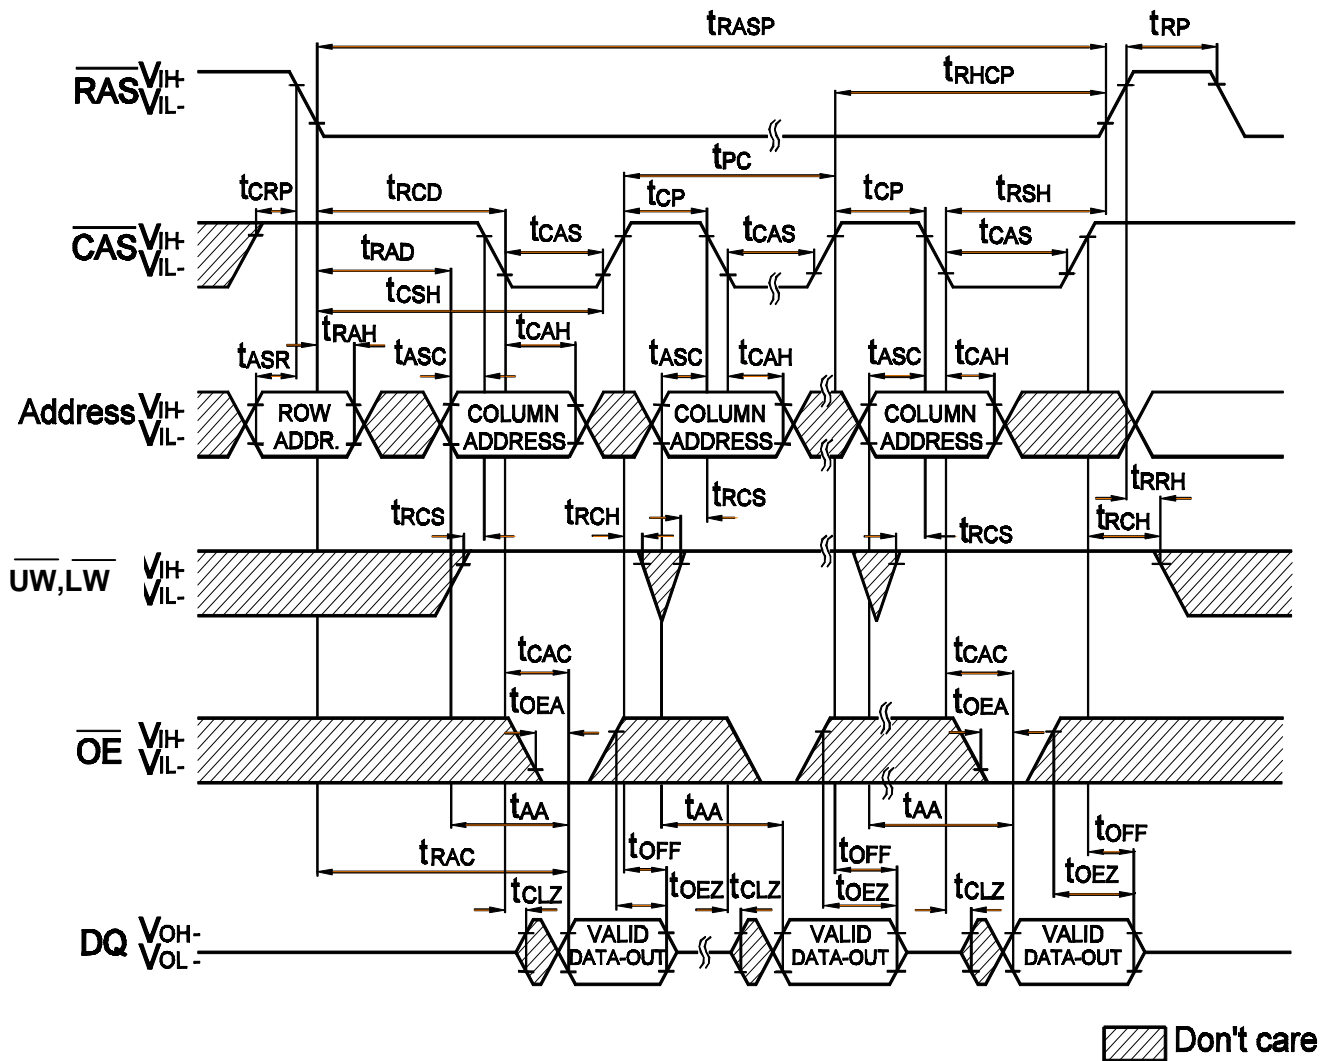 tRASP tRP
RAS VIH-
VIL-
tRHCP
tPC
tCRP tRCD tCP tCP tRSH
CAS VIH-
VIL-
tCAS tCAS tCAS
tRAD
tCSH
tRAH tCAH
tASR tASC tASC tCAH tASC tCAH
Address VIH-
VIL-
ROW
ADDR.
COLUMN
ADDRESS
COLUMN
ADDRESS
COLUMN
ADDRESS
tRRH
tRCS tRCH tRCS tRCS tRCH
UW,LW VIH-
VIL-
tCAC tCAC
tOEA tOEA
OE VIH-
VIL-
tAA tAA tAA
tRAC tOFF tOFF tOFF
tCLZ tOEZ tCLZ tOEZ tCLZ tOEZ
DQ VOH-
VOL-
VALID
DATA-OUT
VALID
DATA-OUT
VALID
DATA-OUT
Don't care